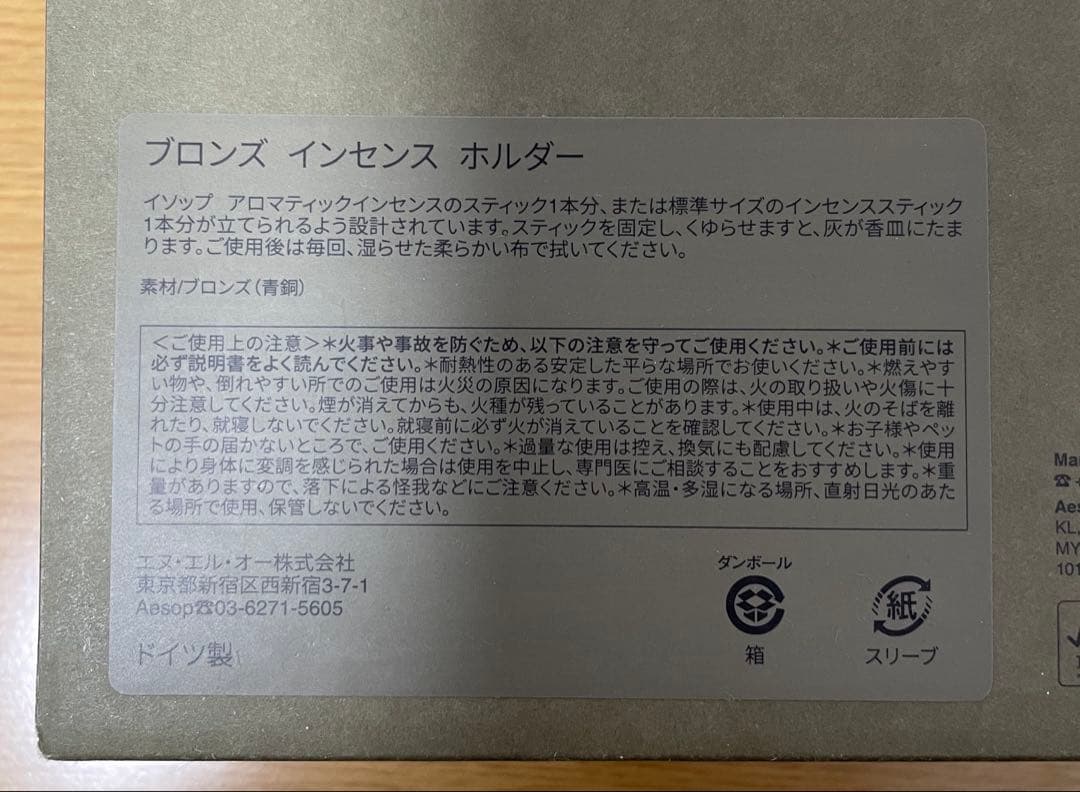 ブロンズ インセンス ホルダー
イソップ アロマティックインセンスのスティック1本分、または標準サイズのインセンススティック
1本分が立てられるよう設計されています。スティックを固定し、くゆらせますと、灰が香皿にたま
ります。ご使用後は毎回、湿らせた柔らかい布で拭いてください。
素材/ブロンズ(青銅)
<ご使用上の注意>*火事や事故を防ぐため、以下の注意を守ってご使用ください。*ご使用前には
必ず説明書をよく読んでください。*耐熱性のある安定した平らな場所でお使いください。*燃えやす
い物や、倒れやすい所でのご使用は火災の原因になります。ご使用の際は、火の取り扱いや火傷に十
分注意してください。煙が消えてからも、火種が残っていることがあります。*使用中は、火のそばを離
れたり、就寝しないでください。就寝前に必ず火が消えていることを確認してください。*お子様やペッ
トの手の届かないところで、ご使用ください。*過量な使用は控え、換気にも配慮してください。*使用
により身体に変調を感じられた場合は使用を中止し、専門医にご相談することをおすすめします。*重
量がありますので、落下による怪我などにご注意ください。*高温・多湿になる場所、直射日光のあた
る場所で使用、保管しないでください。
エヌ・エル・オー株式会社
東京都新宿区西新宿3-7-1
Aesop☎03-6271-5605
ドイツ製
ダンボール
箱
紙
スリーブ
Aes
KL,
MY
101